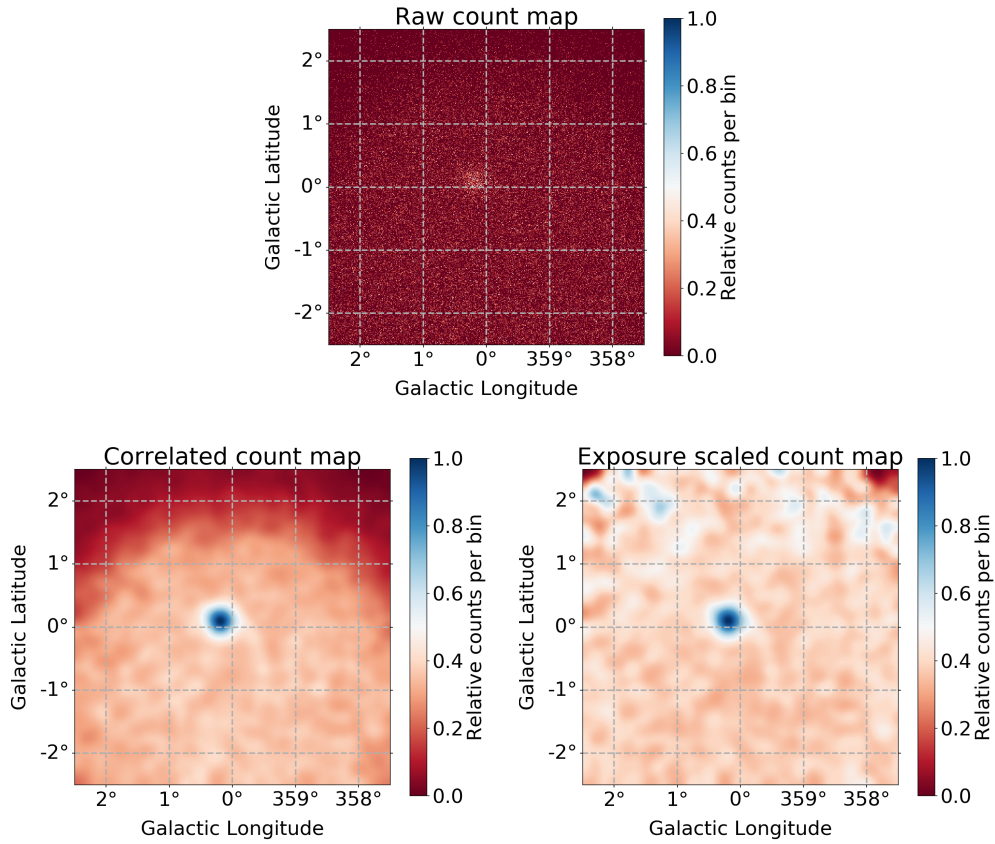 Raw count map
Galactic Latitude
2°
1°
0°
-1°
-2°
2° 1° 0° 359° 358°
Galactic Longitude
1.0
0.8
0.6
0.4
0.2
0.0
Relative counts per bin
Correlated count map
Galactic Latitude
2°
1°
0°
-1°
-2°
2° 1° 0° 359° 358°
Galactic Longitude
1.0
0.8
0.6
0.4
0.2
0.0
Relative counts per bin
Exposure scaled count map
Galactic Latitude
2°
1°
0°
-1°
-2°
2° 1° 0° 359° 358°
Galactic Longitude
1.0
0.8
0.6
0.4
0.2
0.0
Relative counts per bin